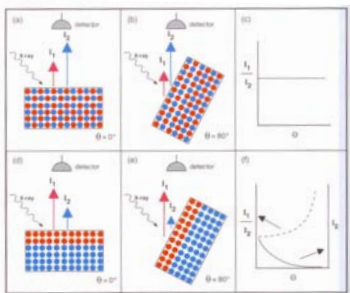 (a)
detector
I₂
X-ray
I₁
Θ = 0°
(b)
detector
I₂
X-ray
I₁
Θ = 80°
(c)
I₁
I₂
Θ
(d)
detector
I₁
X-ray
I₂
Θ = 0°
(e)
detector
I₁
X-ray
I₂
Θ = 80°
(f)
I₁
I₂
I₂
Θ